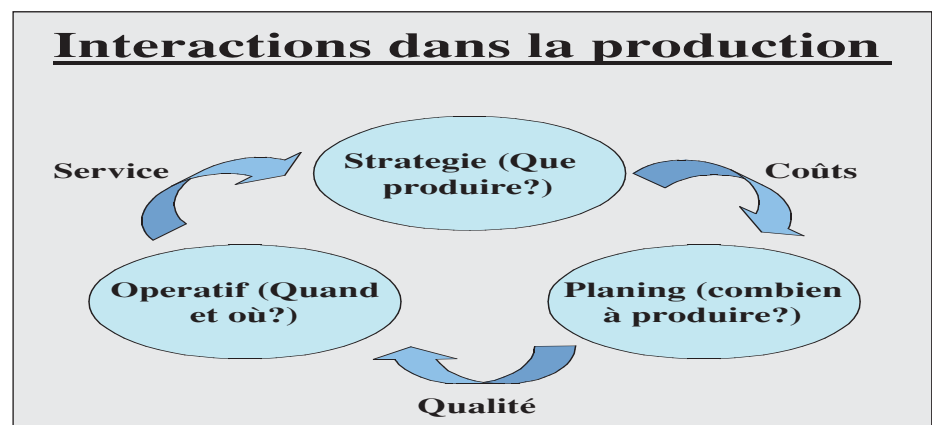 Interactions dans la production
Service
Strategie (Que
produire?)
Coûts
Operatif (Quand
et où?)
Planing (combien
à produire?)
Qualité